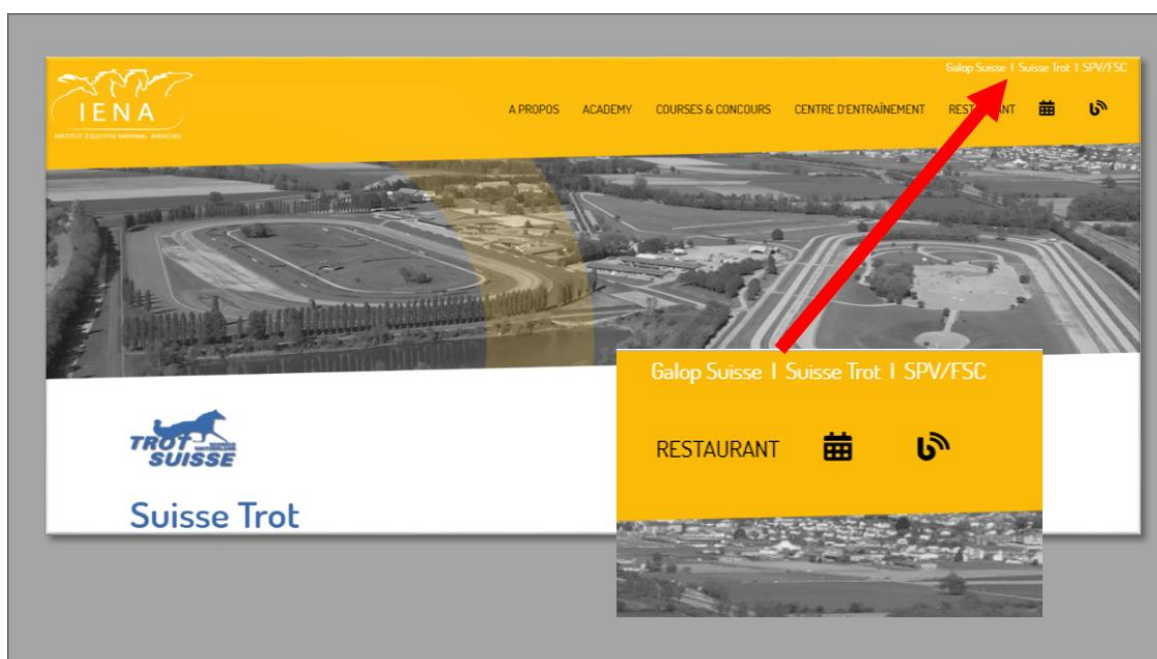 Galop Suisse I Suisse Trot I SPV/FSC
IENA
INSTITUT EQUESTRE NATIONAL AVENCHES
A PROPOS ACADEMY COURSES & CONCOURS CENTRE D'ENTRAÎNEMENT RESTAURANT
Galop Suisse I Suisse Trot I SPV/FSC
RESTAURANT
TROT
SUISSE
Suisse Trot